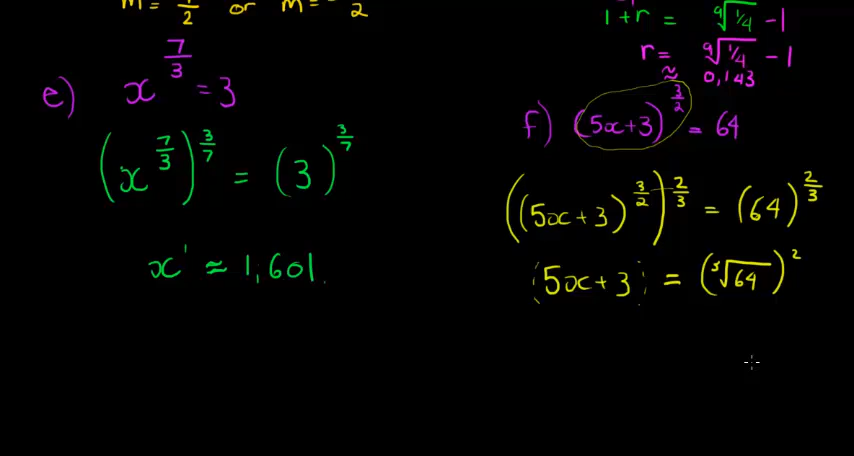 m = 1/2 or m = - 1/2
1 + r = ⁹√(1/4) - 1
r = ⁹√(1/4) - 1
≈ 0,143
e) x^(7/3) = 3
(x^(7/3))^(3/7) = (3)^(3/7)
x' ≈ 1,601.
f) (5x+3)^(3/2) = 64
((5x+3)^(3/2))^(2/3) = (64)^(2/3)
(5x+3) = (³√64)²